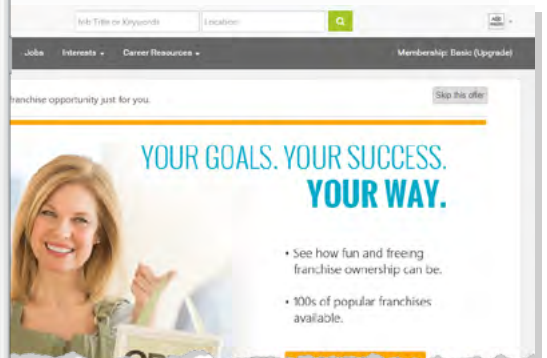 Job Title or Keywords
Location
Jobs Interests Career Resources Membership: Basic (Upgrade)
franchise opportunity just for you.
Skip this offer
YOUR GOALS. YOUR SUCCESS.
YOUR WAY.
• See how fun and freeing
franchise ownership can be.
• 100s of popular franchises
available.